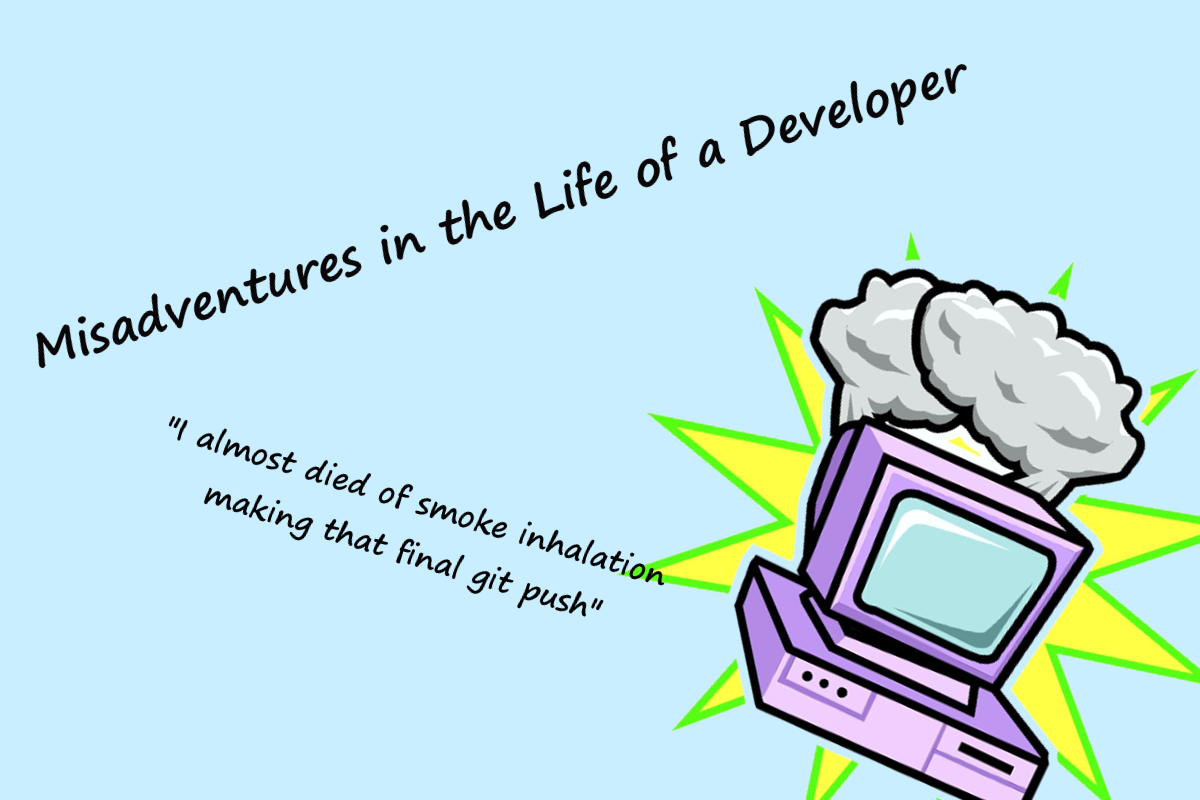 Misadventures in the Life of a Developer
"I almost died of smoke inhalation
making that final git push"